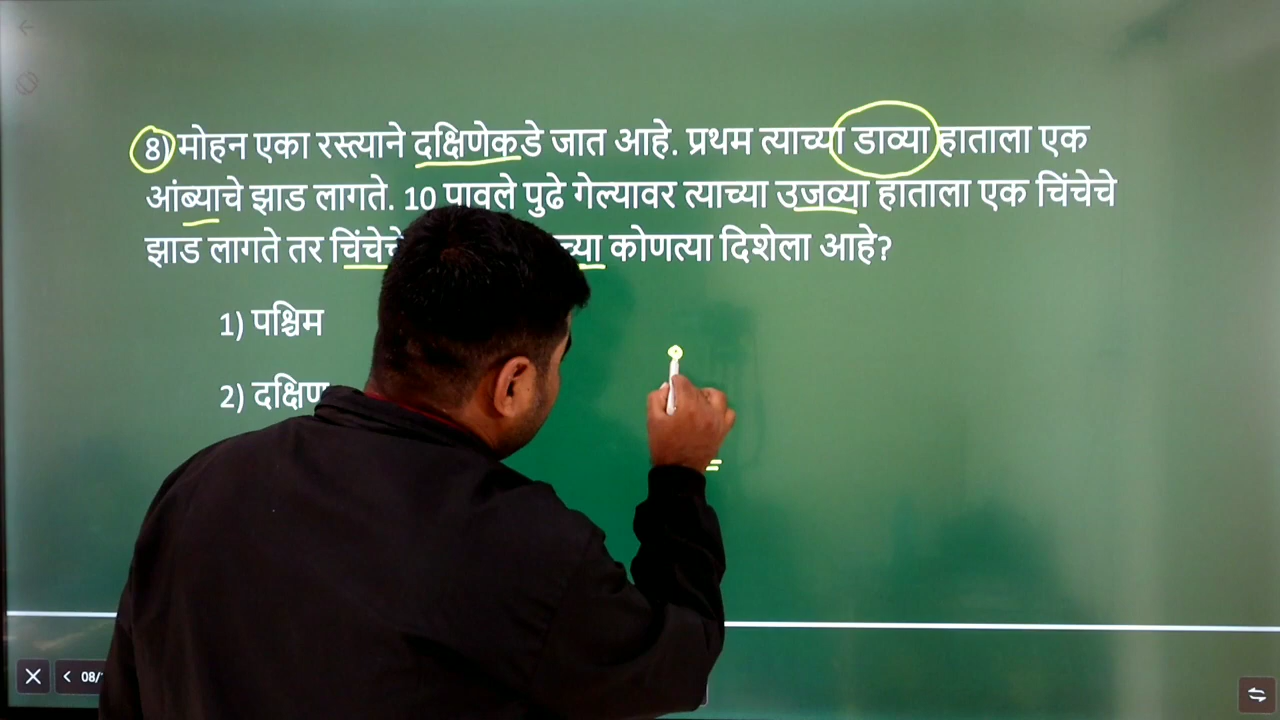 8) मोहन एका रस्त्याने दक्षिणेकडे जात आहे. प्रथम त्याच्या डाव्या हाताला एक
आंब्याचे झाड लागते. 10 पावले पुढे गेल्यावर त्याच्या उजव्या हाताला एक चिंचेचे
झाड लागते तर कोणत्या दिशेला आहे?
1) पश्चिम
2) दक्षिण
08/